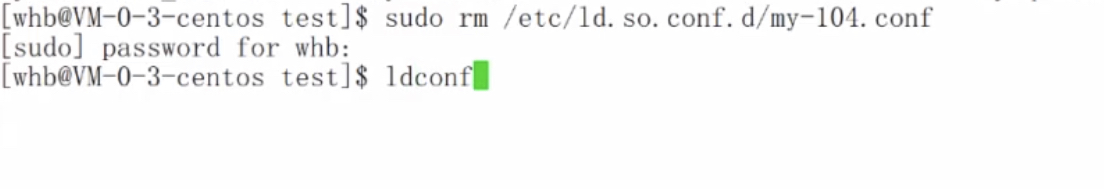 [whb@VM-0-3-centos test]$ sudo rm /etc/ld.so.conf.d/my-104.conf
[sudo] password for whb:
[whb@VM-0-3-centos test]$ ldconf